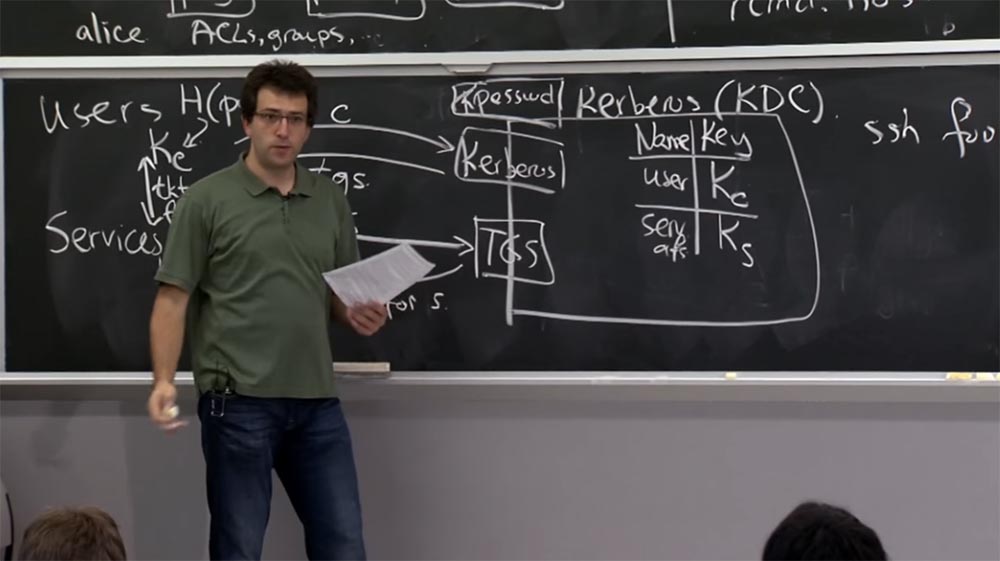 alice ACLs, groups, ..
Users H(p
c
Kpasswd
Kerberos (KDC)
ssh foo
Kc
Kerberos
Name Key
tkt
tgs.
user Kc
Services
TGS
serv. afs Ks
for s.